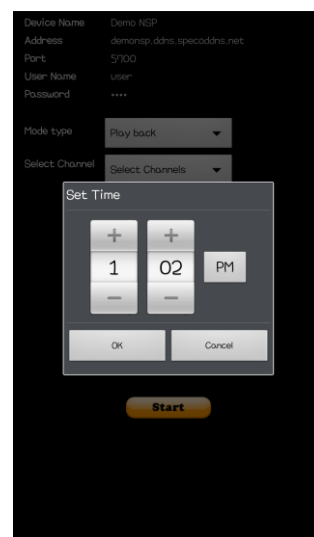 Device Name Demo NSP
Address demonsp.ddns.specoddns.net
Port 5700
User Name user
Password ••••
Mode type Play back
Select Channel Select Channels
Set Time
+ +
1 02 PM
− −
OK Cancel
Start